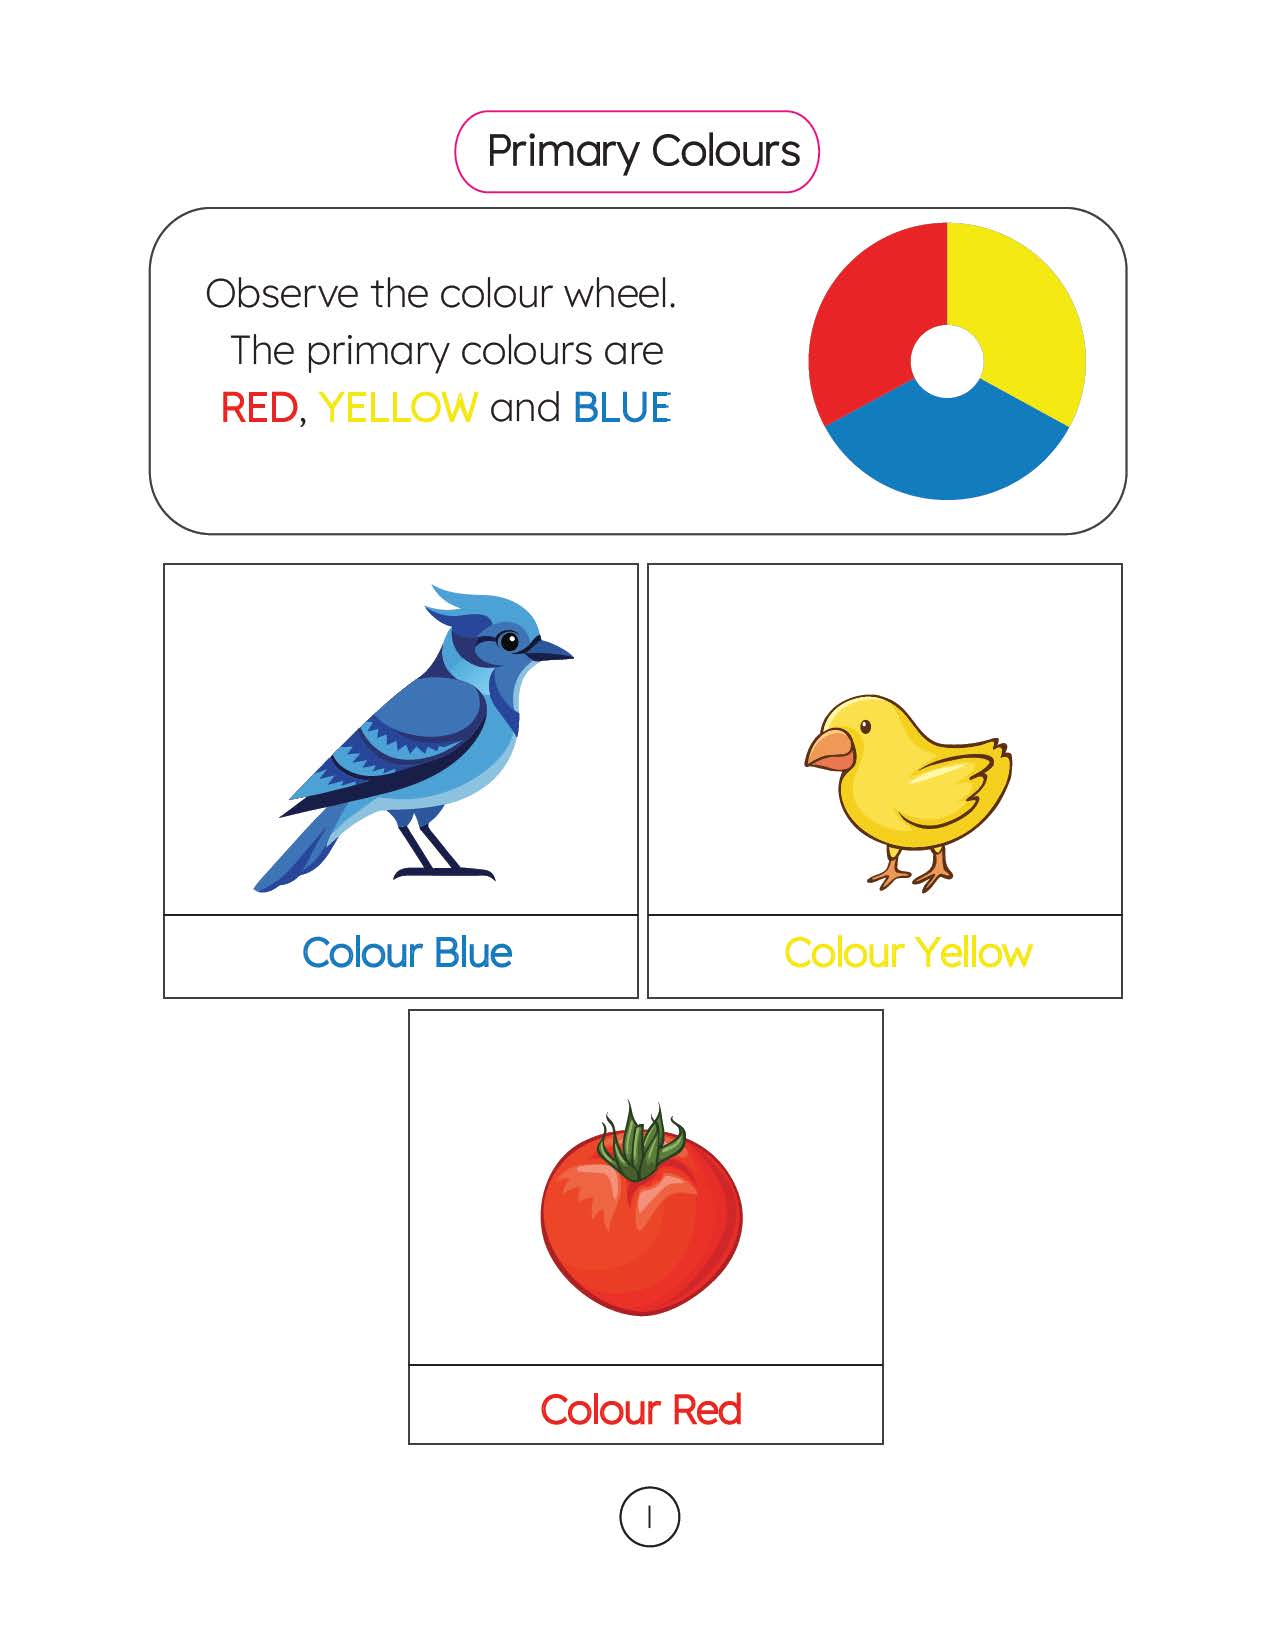 Primary Colours
Observe the colour wheel.
The primary colours are
RED, YELLOW and BLUE
Colour Blue
Colour Yellow
Colour Red
1